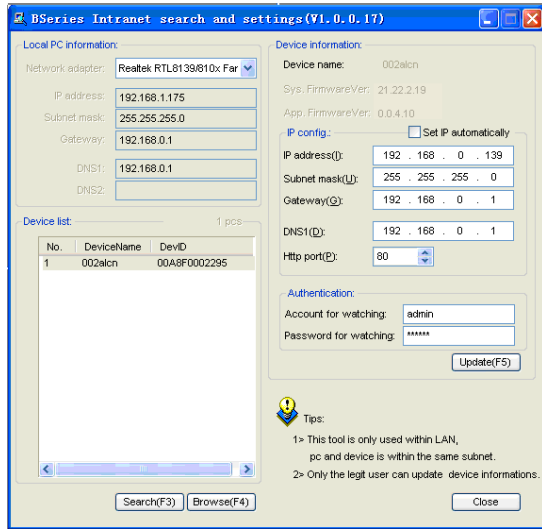 BSeries Intranet search and settings(V1.0.0.17)
Local PC information:
Network adapter: Realtek RTL8139/810x Far
IP address: 192.168.1.175
Subnet mask: 255.255.255.0
Gateway: 192.168.0.1
DNS1: 192.168.0.1
DNS2:
Device list: 1 pcs
No. DeviceName DevID
1 002alcn 00A8F0002295
Search(F3) Browse(F4)
Device information:
Device name: 002alcn
Sys. FirmwareVer: 21.22.2.19
App. FirmwareVer: 0.0.4.10
IP config.: Set IP automatically
IP address(I): 192 . 168 . 0 . 139
Subnet mask(U): 255 . 255 . 255 . 0
Gateway(G): 192 . 168 . 0 . 1
DNS1(D): 192 . 168 . 0 . 1
Http port(P): 80
Authentication:
Account for watching: admin
Password for watching: ******
Update(F5)
Tips:
1> This tool is only used within LAN,
pc and device is within the same subnet.
2> Only the legit user can update device informations.
Close